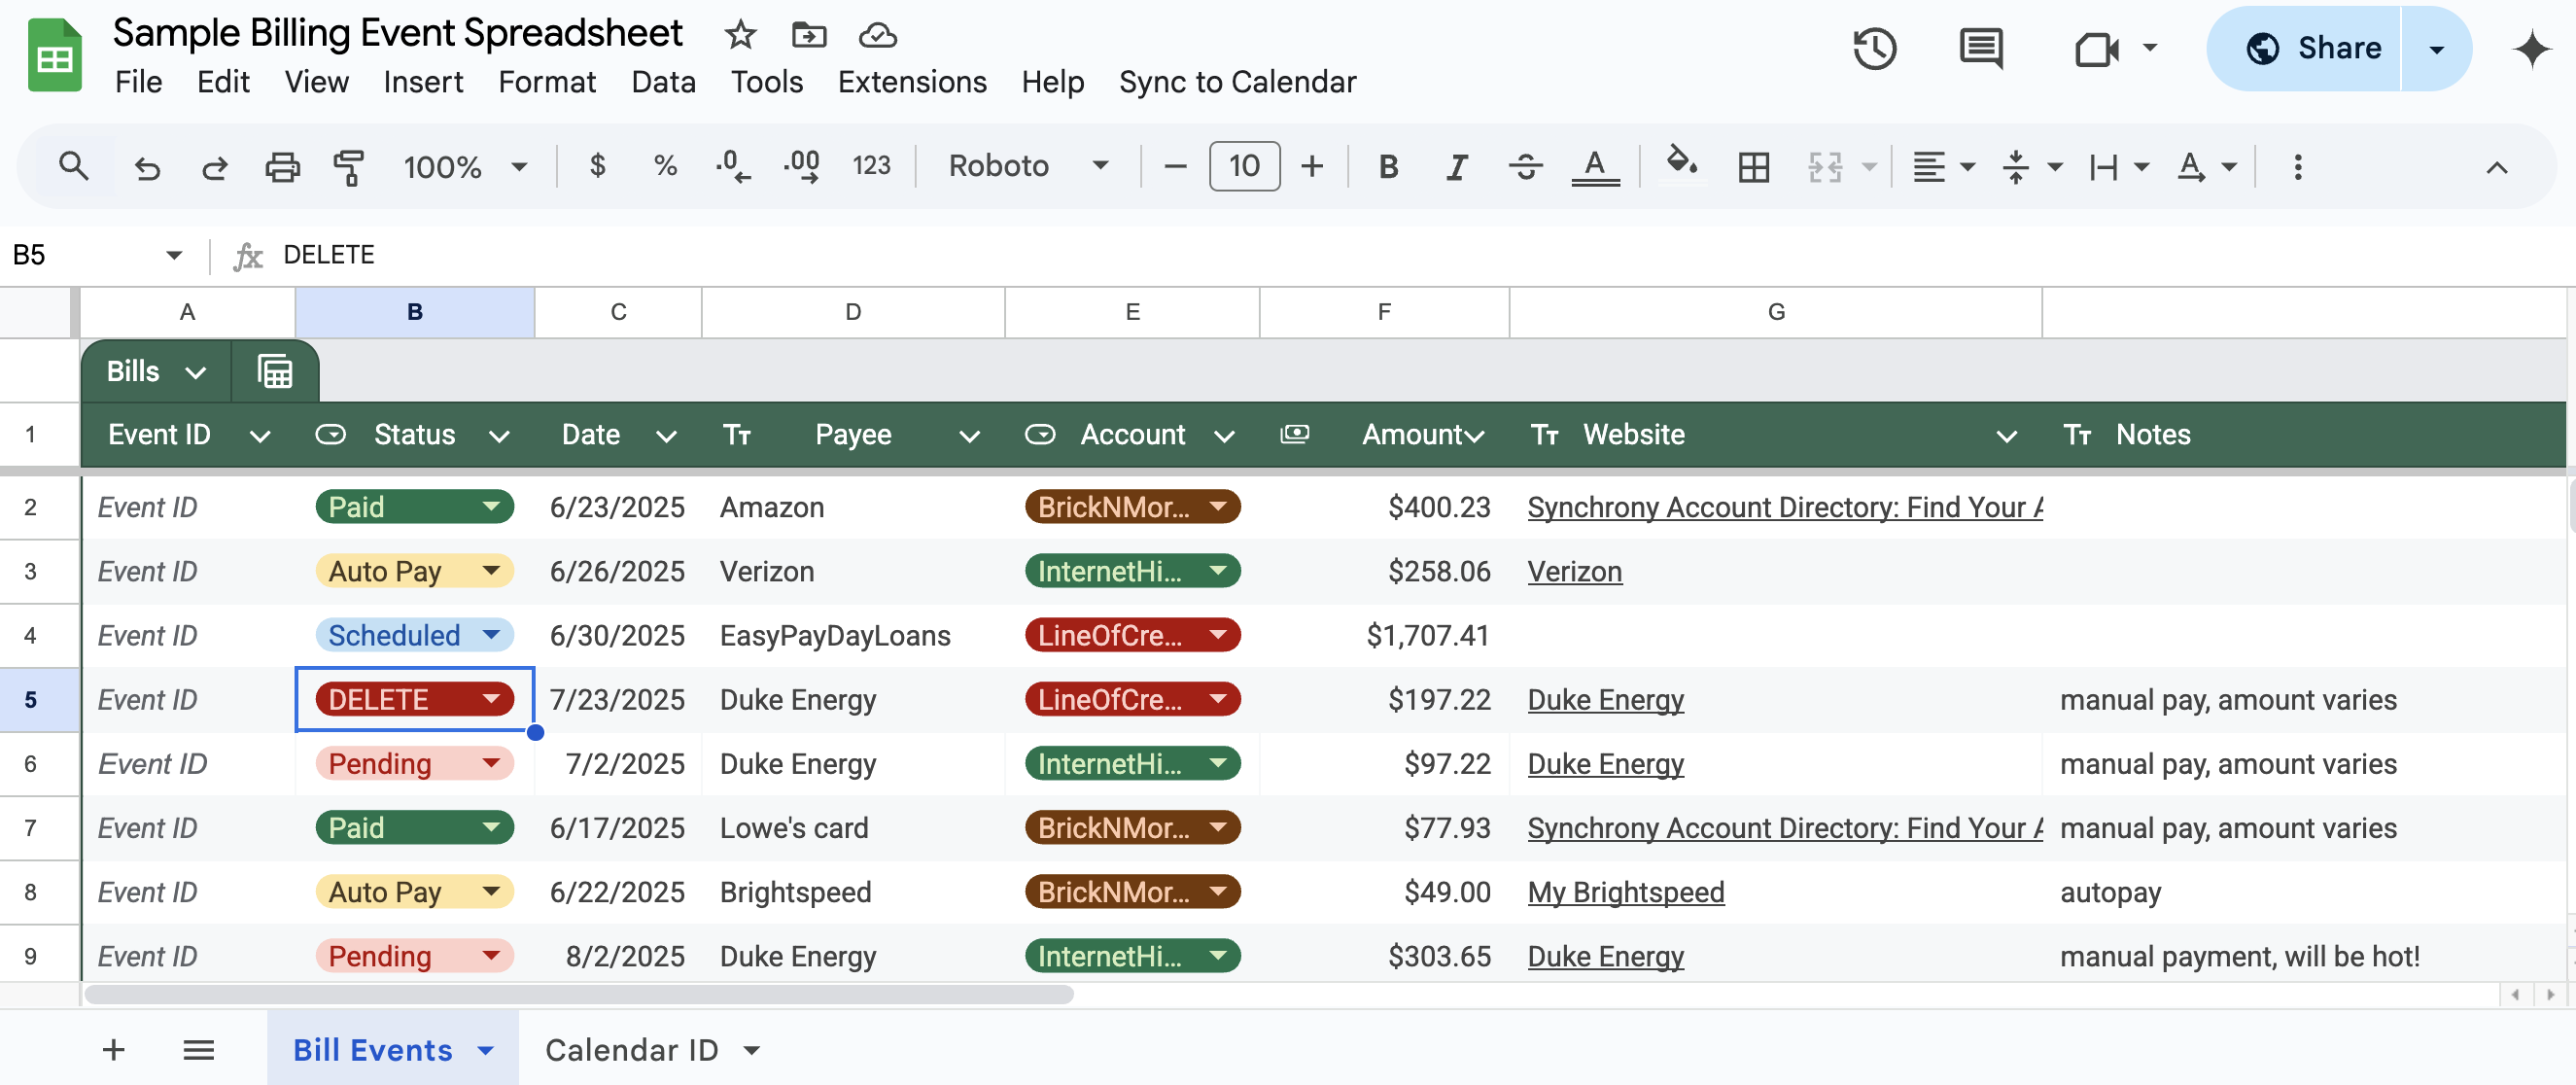 Sample Billing Event Spreadsheet
File Edit View Insert Format Data Tools Extensions Help Sync to Calendar
Share
100% $ % .0 .00 123 Roboto 10 B I S A A
B5 fx DELETE
A B C D E F G
Bills
1 Event ID Status Date Tт Payee Account Amount Tт Website Tт Notes
2 Event ID Paid 6/23/2025 Amazon BrickNMor... $400.23 Synchrony Account Directory: Find Your A
3 Event ID Auto Pay 6/26/2025 Verizon InternetHi... $258.06 Verizon
4 Event ID Scheduled 6/30/2025 EasyPayDayLoans LineOfCre... $1,707.41
5 Event ID DELETE 7/23/2025 Duke Energy LineOfCre... $197.22 Duke Energy manual pay, amount varies
6 Event ID Pending 7/2/2025 Duke Energy InternetHi... $97.22 Duke Energy manual pay, amount varies
7 Event ID Paid 6/17/2025 Lowe's card BrickNMor... $77.93 Synchrony Account Directory: Find Your A manual pay, amount varies
8 Event ID Auto Pay 6/22/2025 Brightspeed BrickNMor... $49.00 My Brightspeed autopay
9 Event ID Pending 8/2/2025 Duke Energy InternetHi... $303.65 Duke Energy manual payment, will be hot!
Bill Events Calendar ID